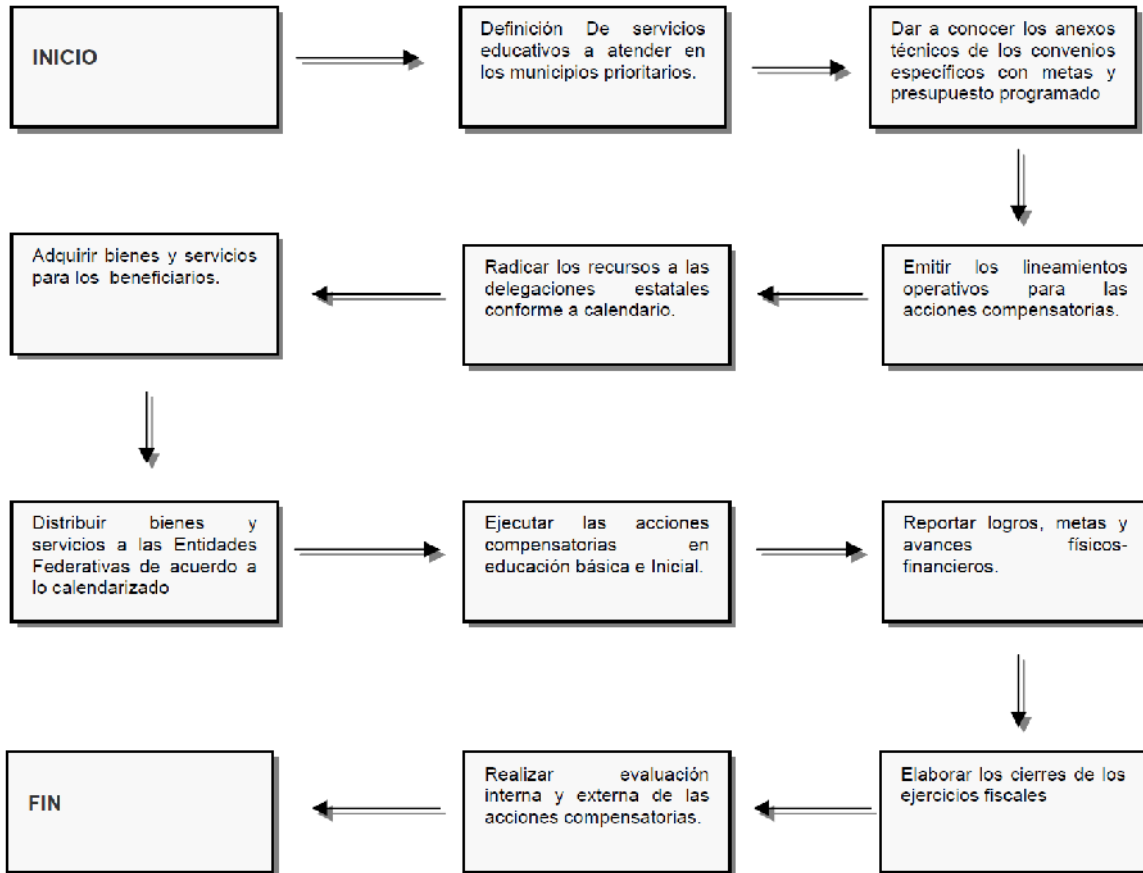 INICIO
Definición De servicios
educativos a atender en
los municipios prioritarios.
Dar a conocer los anexos
técnicos de los convenios
específicos con metas y
presupuesto programado
Emitir los lineamientos
operativos para las
acciones compensatorias.
Radicar los recursos a las
delegaciones estatales
conforme a calendario.
Adquirir bienes y servicios
para los beneficiarios.
Distribuir bienes y
servicios a las Entidades
Federativas de acuerdo a
lo calendarizado
Ejecutar las acciones
compensatorias en
educación básica e Inicial.
Reportar logros, metas y
avances físicos-
financieros.
Elaborar los cierres de los
ejercicios fiscales
Realizar evaluación
interna y externa de las
acciones compensatorias.
FIN